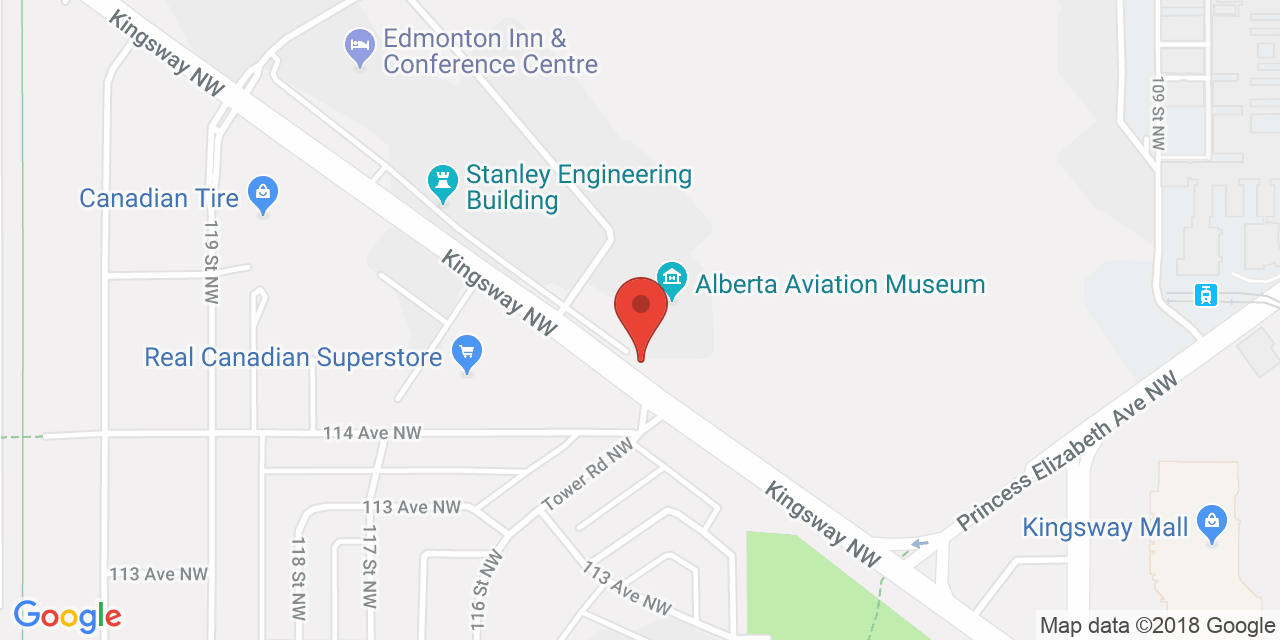 Kingsway NW
Edmonton Inn &
Conference Centre
109 St NW
Stanley Engineering
Building
Canadian Tire
119 St NW
Kingsway NW
Alberta Aviation Museum
Real Canadian Superstore
114 Ave NW
Tower Rd NW
Princess Elizabeth Ave NW
113 Ave NW
Kingsway NW
Kingsway Mall
118 St NW
117 St NW
116 St NW
113 Ave NW
113 Ave NW
Google
Map data ©2018 Google